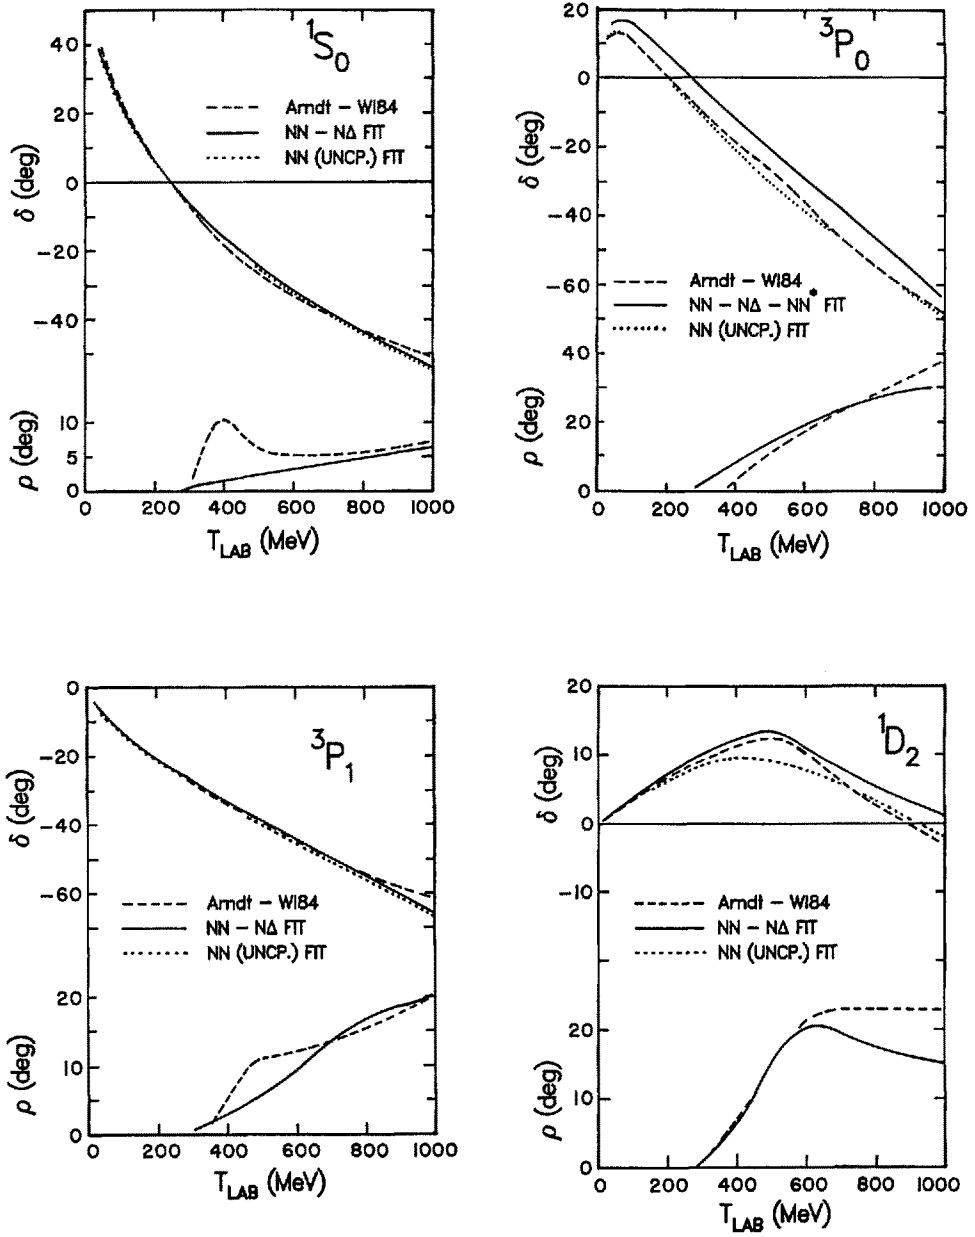 ¹S₀
40
20
0
−20
−40
δ (deg)
Arndt − WI84
NN − NΔ FIT
NN (UNCP.) FIT
10
5
0
ρ (deg)
0 200 400 600 800 1000
T_LAB (MeV)
³P₀
20
0
−20
−40
−60
δ (deg)
Arndt − WI84
NN − NΔ − NN* FIT
NN (UNCP.) FIT
40
20
0
ρ (deg)
0 200 400 600 800 1000
T_LAB (MeV)
³P₁
0
−20
−40
−60
δ (deg)
Arndt − WI84
NN − NΔ FIT
NN (UNCP.) FIT
20
10
0
ρ (deg)
0 200 400 600 800 1000
T_LAB (MeV)
¹D₂
20
10
0
−10
δ (deg)
Arndt − WI84
NN − NΔ FIT
NN (UNCP.) FIT
20
10
0
ρ (deg)
0 200 400 600 800 1000
T_LAB (MeV)